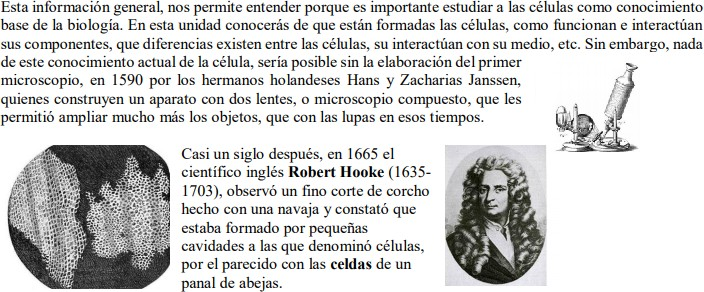 Esta información general, nos permite entender porque es importante estudiar a las células como conocimiento
base de la biología. En esta unidad conocerás de que están formadas las células, como funcionan e interactúan
sus componentes, que diferencias existen entre las células, su interactúan con su medio, etc. Sin embargo, nada
de este conocimiento actual de la célula, sería posible sin la elaboración del primer
microscopio, en 1590 por los hermanos holandeses Hans y Zacharias Janssen,
quienes construyen un aparato con dos lentes, o microscopio compuesto, que les
permitió ampliar mucho más los objetos, que con las lupas en esos tiempos.
Casi un siglo después, en 1665 el
científico inglés Robert Hooke (1635-
1703), observó un fino corte de corcho
hecho con una navaja y constató que
estaba formado por pequeñas
cavidades a las que denominó células,
por el parecido con las celdas de un
panal de abejas.